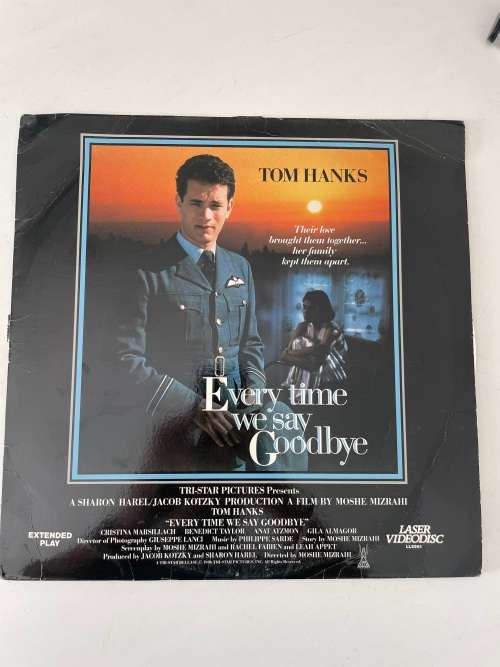 TOM HANKS
Their love
brought them together...
her family
kept them apart.
Every time
we say
Goodbye
TRI-STAR PICTURES Presents
A SHARON HAREL/JACOB KOTZKY PRODUCTION A FILM BY MOSHE MIZRAHI
TOM HANKS
"EVERY TIME WE SAY GOODBYE"
CRISTINA MARSILLACH BENEDICT TAYLOR ANAT ATZMON GILA ALMAGOR
Director of Photography GIUSEPPE LANCI Music by PHILIPPE SARDE Story by MOSHE MIZRAHI
Screenplay by MOSHE MIZRAHI and RACHEL FABIEN and LEAH APPET
Produced by JACOB KOTZKY and SHARON HAREL Directed by MOSHE MIZRAHI
EXTENDED
PLAY
LASER
VIDEODISC